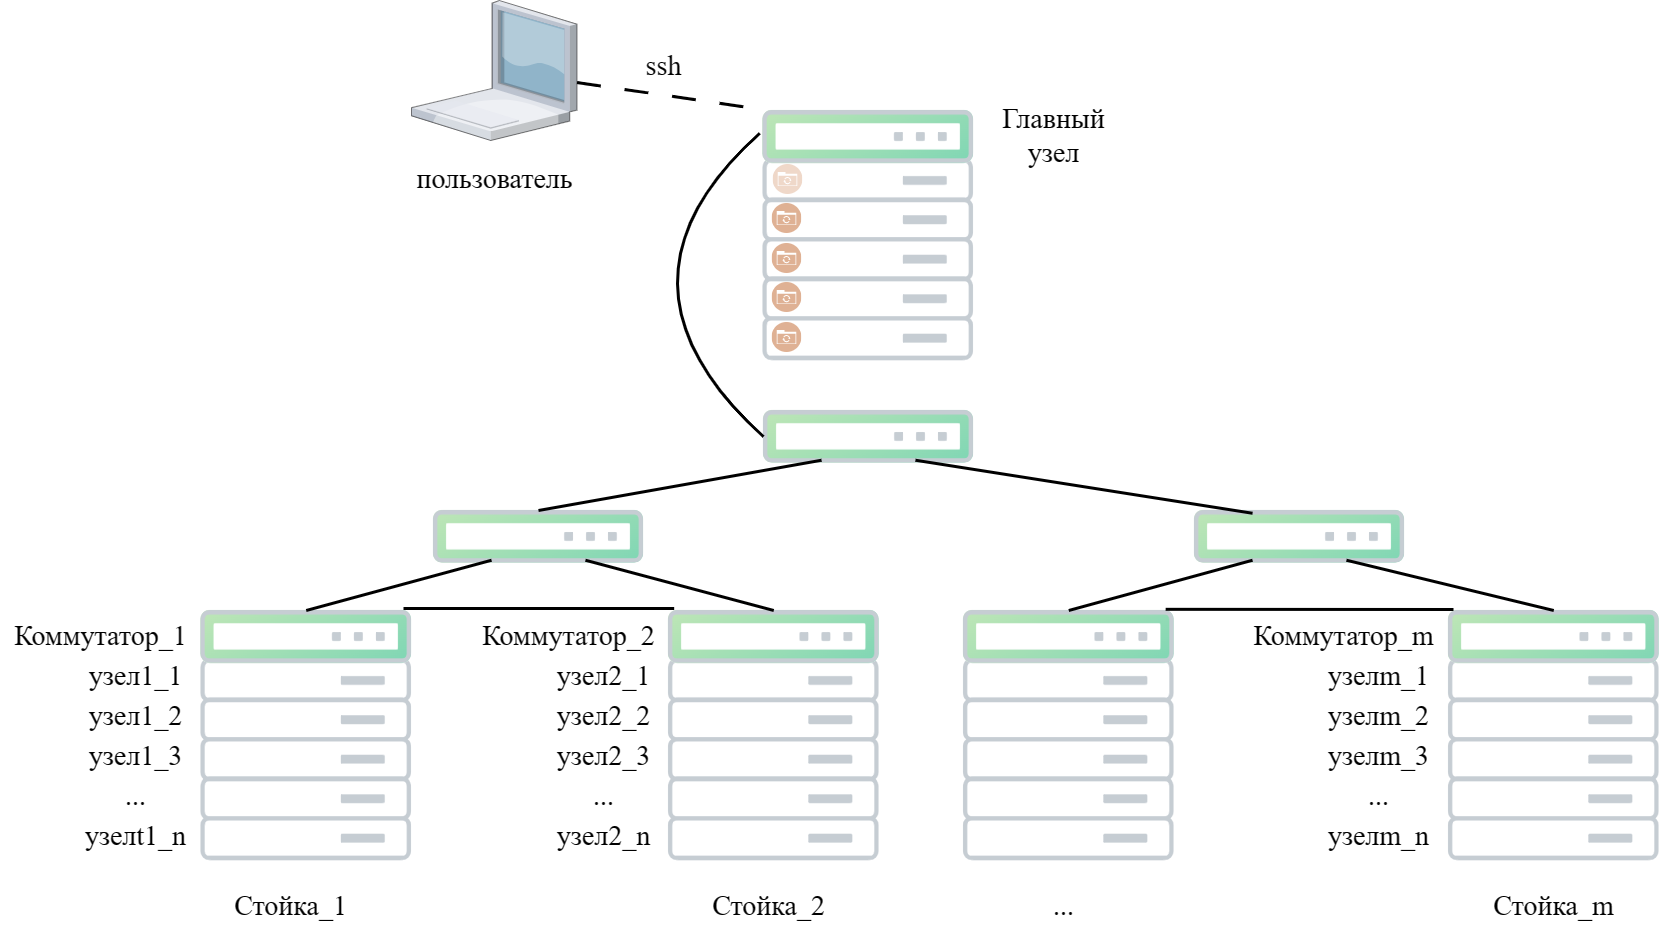 ssh
Главный
узел
пользователь
Коммутатор_1
узел1_1
узел1_2
узел1_3
...
узелt1_n
Стойка_1
Коммутатор_2
узел2_1
узел2_2
узел2_3
...
узел2_n
Стойка_2
...
Коммутатор_m
узелm_1
узелm_2
узелm_3
...
узелm_n
Стойка_m